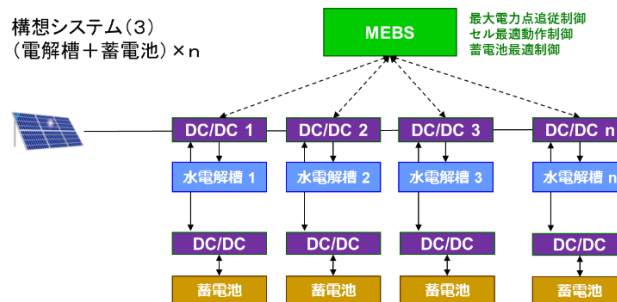 構想システム(3)
(電解槽+蓄電池)×n
MEBS
最大電力点追従制御
セル最適動作制御
蓄電池最適制御
DC/DC 1
DC/DC 2
DC/DC 3
DC/DC n
水電解槽 1
水電解槽 2
水電解槽 3
水電解槽 n
DC/DC
DC/DC
DC/DC
DC/DC
蓄電池
蓄電池
蓄電池
蓄電池